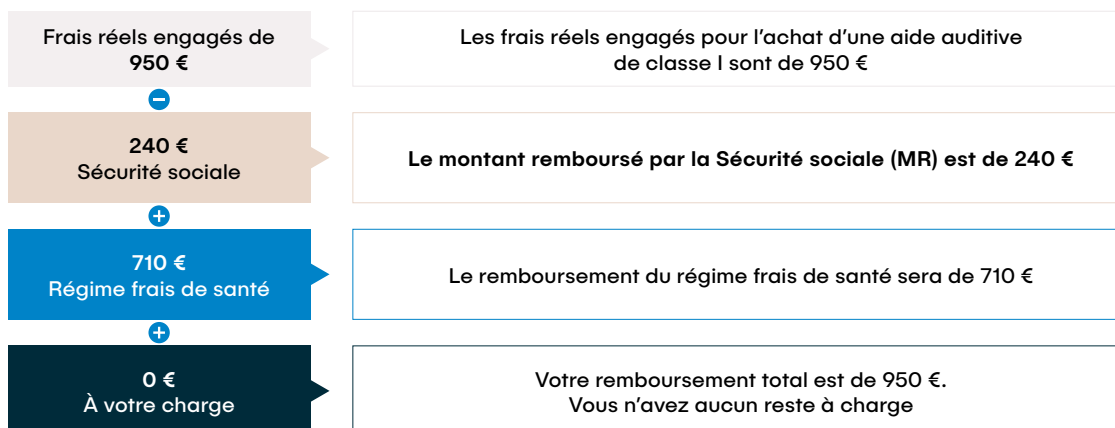 Frais réels engagés de
950 €
Les frais réels engagés pour l’achat d’une aide auditive
de classe I sont de 950 €
−
240 €
Sécurité sociale
Le montant remboursé par la Sécurité sociale (MR) est de 240 €
+
710 €
Régime frais de santé
Le remboursement du régime frais de santé sera de 710 €
+
0 €
À votre charge
Votre remboursement total est de 950 €.
Vous n’avez aucun reste à charge